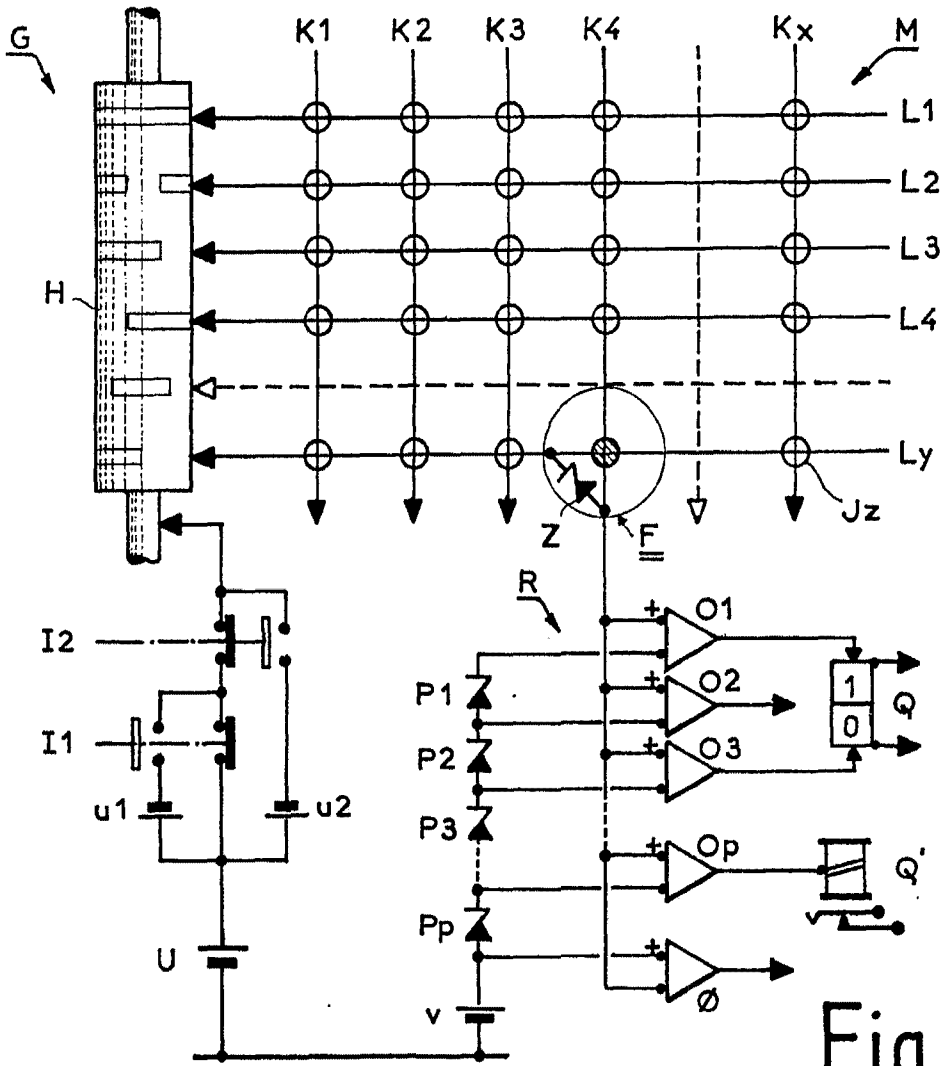 G K1 K2 K3 K4 Kx M
L1
L2
L3
H
L4
Ly
Z F Jz
R
+ O1
I2
P1 + O2 1 Q
0
I1 P2 + O3
u1 u2
P3
+ Op Q'
Pp
U +
v Ø
Fig